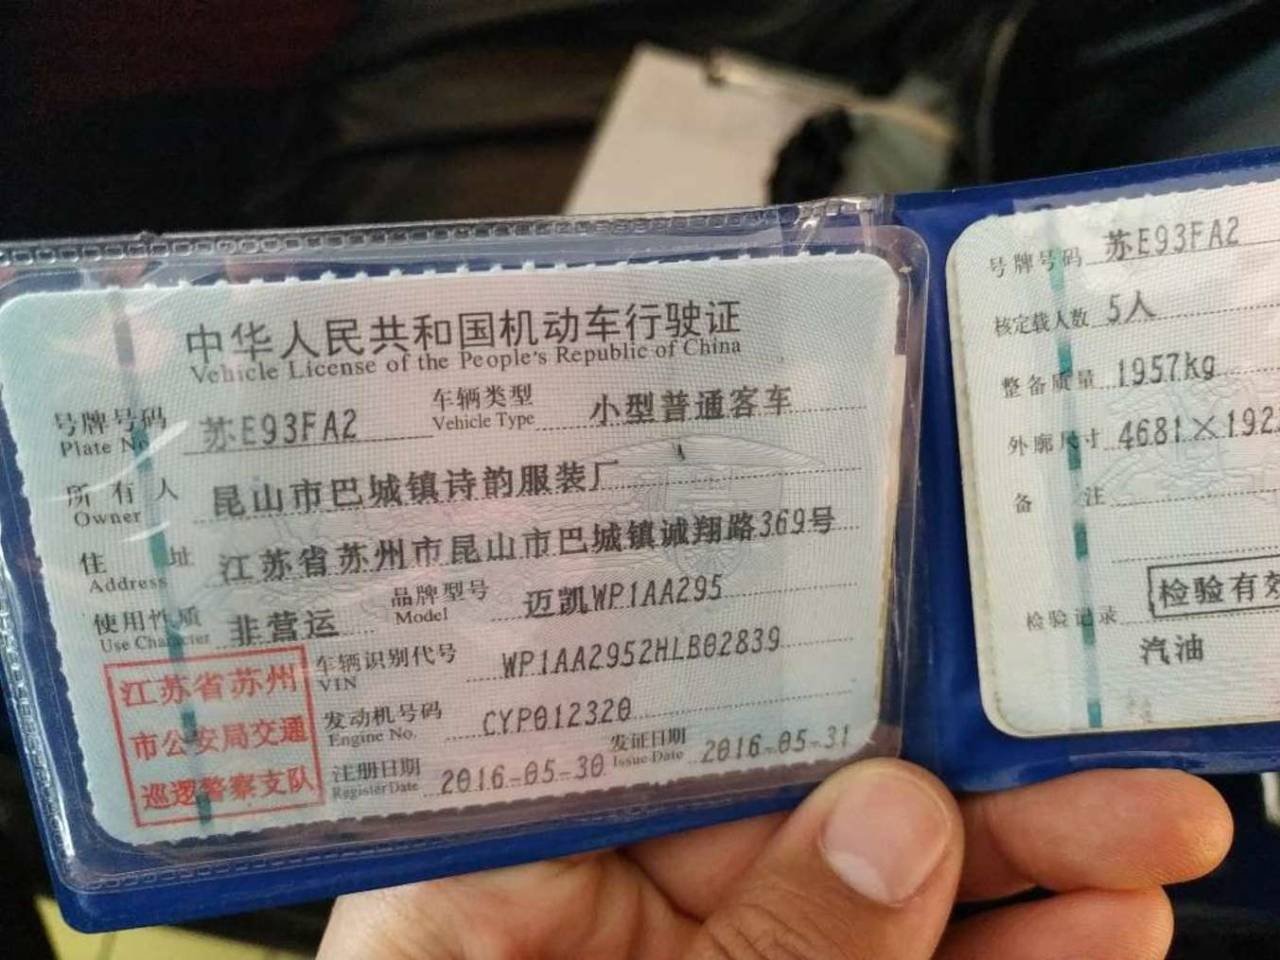 中华人民共和国机动车行驶证
Vehicle License of the People's Republic of China
号牌号码 苏E93FA2 车辆类型 小型普通客车
Plate No. Vehicle Type
所有人 昆山市巴城镇诗韵服装厂
Owner
住址 江苏省苏州市昆山市巴城镇诚翔路369号
Address
使用性质 非营运 品牌型号 迈凯WP1AA295
Use Character Model
车辆识别代号 WP1AA2952HLB02839
VIN
发动机号码 CYP012320
Engine No.
注册日期 2016-05-30 发证日期 2016-05-31
Register Date Issue Date
江苏省苏州
市公安局交通
巡逻警察支队
号牌号码 苏E93FA2
核定载人数 5人
整备质量 1957kg
外廓尺寸 4681×192
备注
检验记录 检验有效
汽油